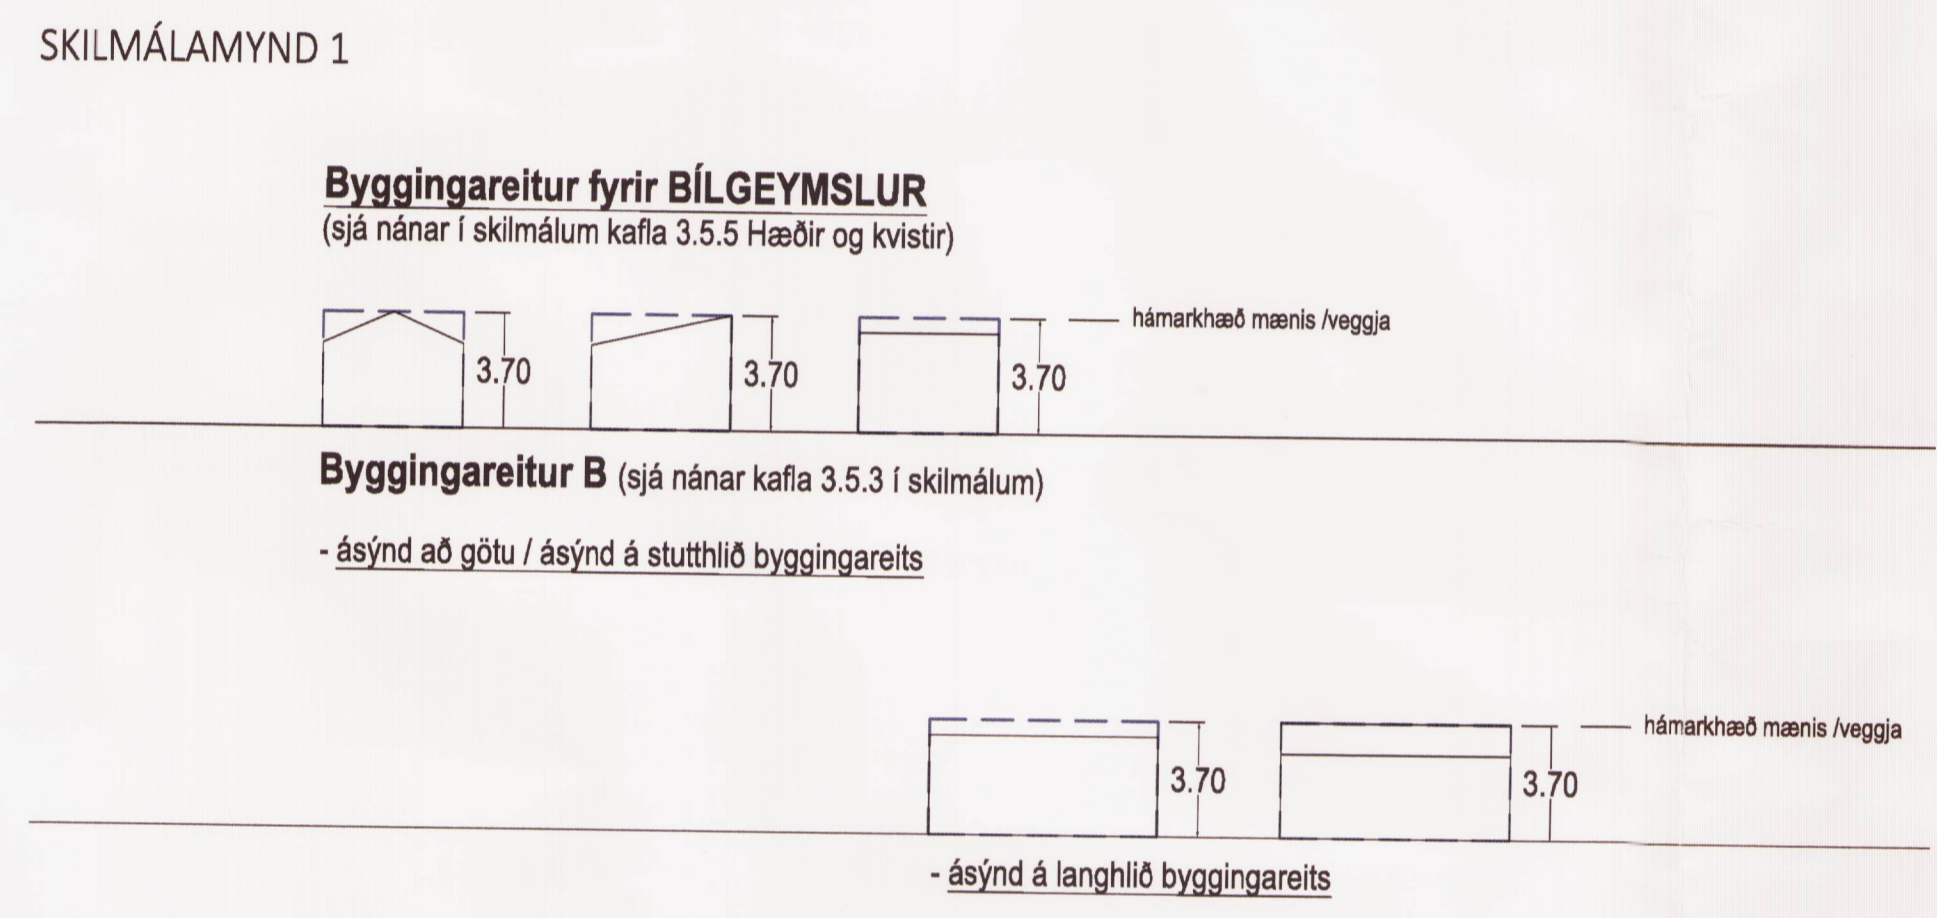 SKILMÁLAMYND 1
Byggingareitur fyrir BÍLGEYMSLUR
(sjá nánar í skilmálum kafla 3.5.5 Hæðir og kvistir)
hámarkhæð mænis /veggja
3.70
3.70
3.70
Byggingareitur B (sjá nánar kafla 3.5.3 í skilmálum)
- ásýnd að götu / ásýnd á stutthlið byggingareits
hámarkhæð mænis /veggja
3.70
3.70
- ásýnd á langhlið byggingareits